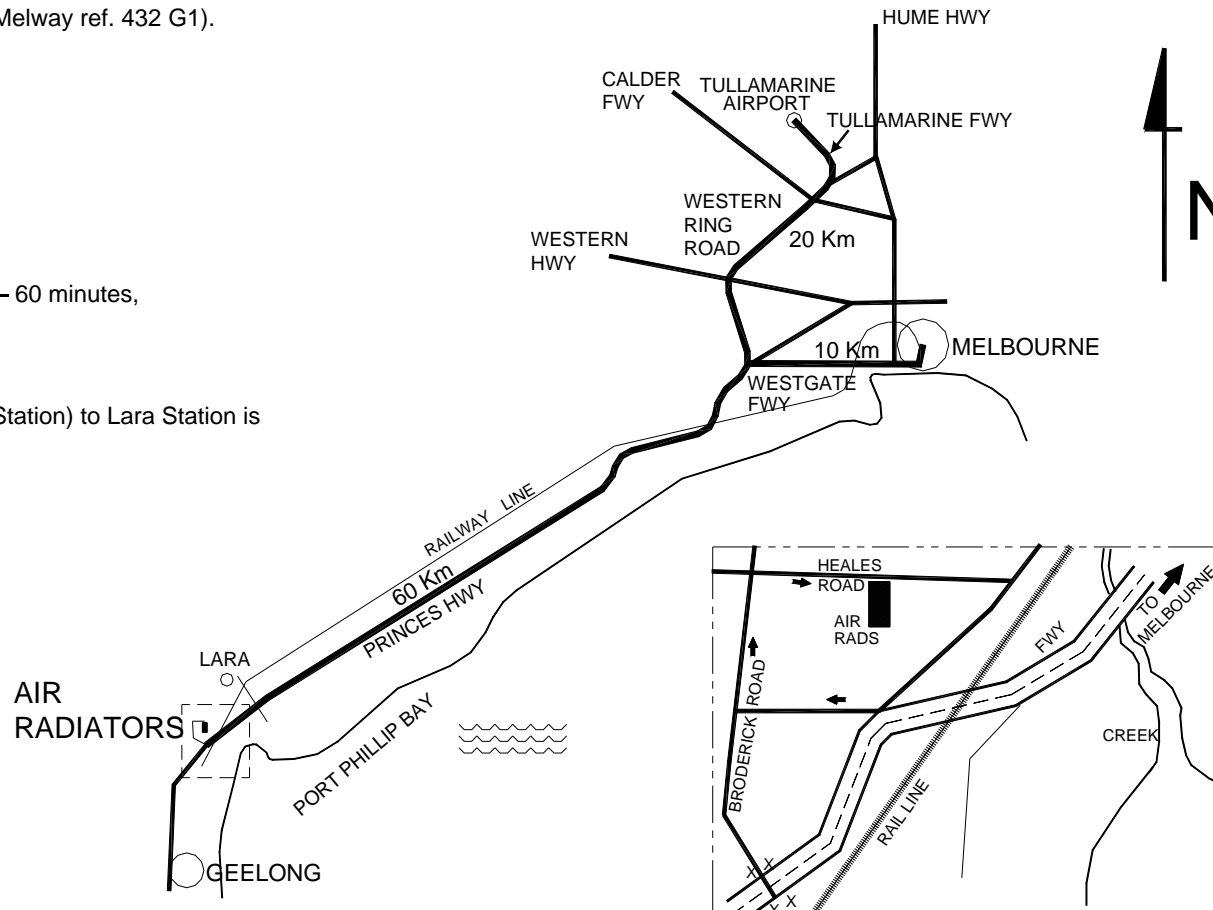 Melway ref. 432 G1).
– 60 minutes,
Station) to Lara Station is
HUME HWY
CALDER
FWY
TULLAMARINE
AIRPORT
TULLAMARINE FWY
WESTERN
RING
ROAD
20 Km
WESTERN
HWY
N
10 Km
MELBOURNE
WESTGATE
FWY
RAILWAY LINE
60 Km
PRINCES HWY
LARA
AIR
RADIATORS
PORT PHILLIP BAY
GEELONG
HEALES
ROAD
AIR
RADS
BRODERICK ROAD
FWY
TO
MELBOURNE
CREEK
RAIL LINE
X X
X X